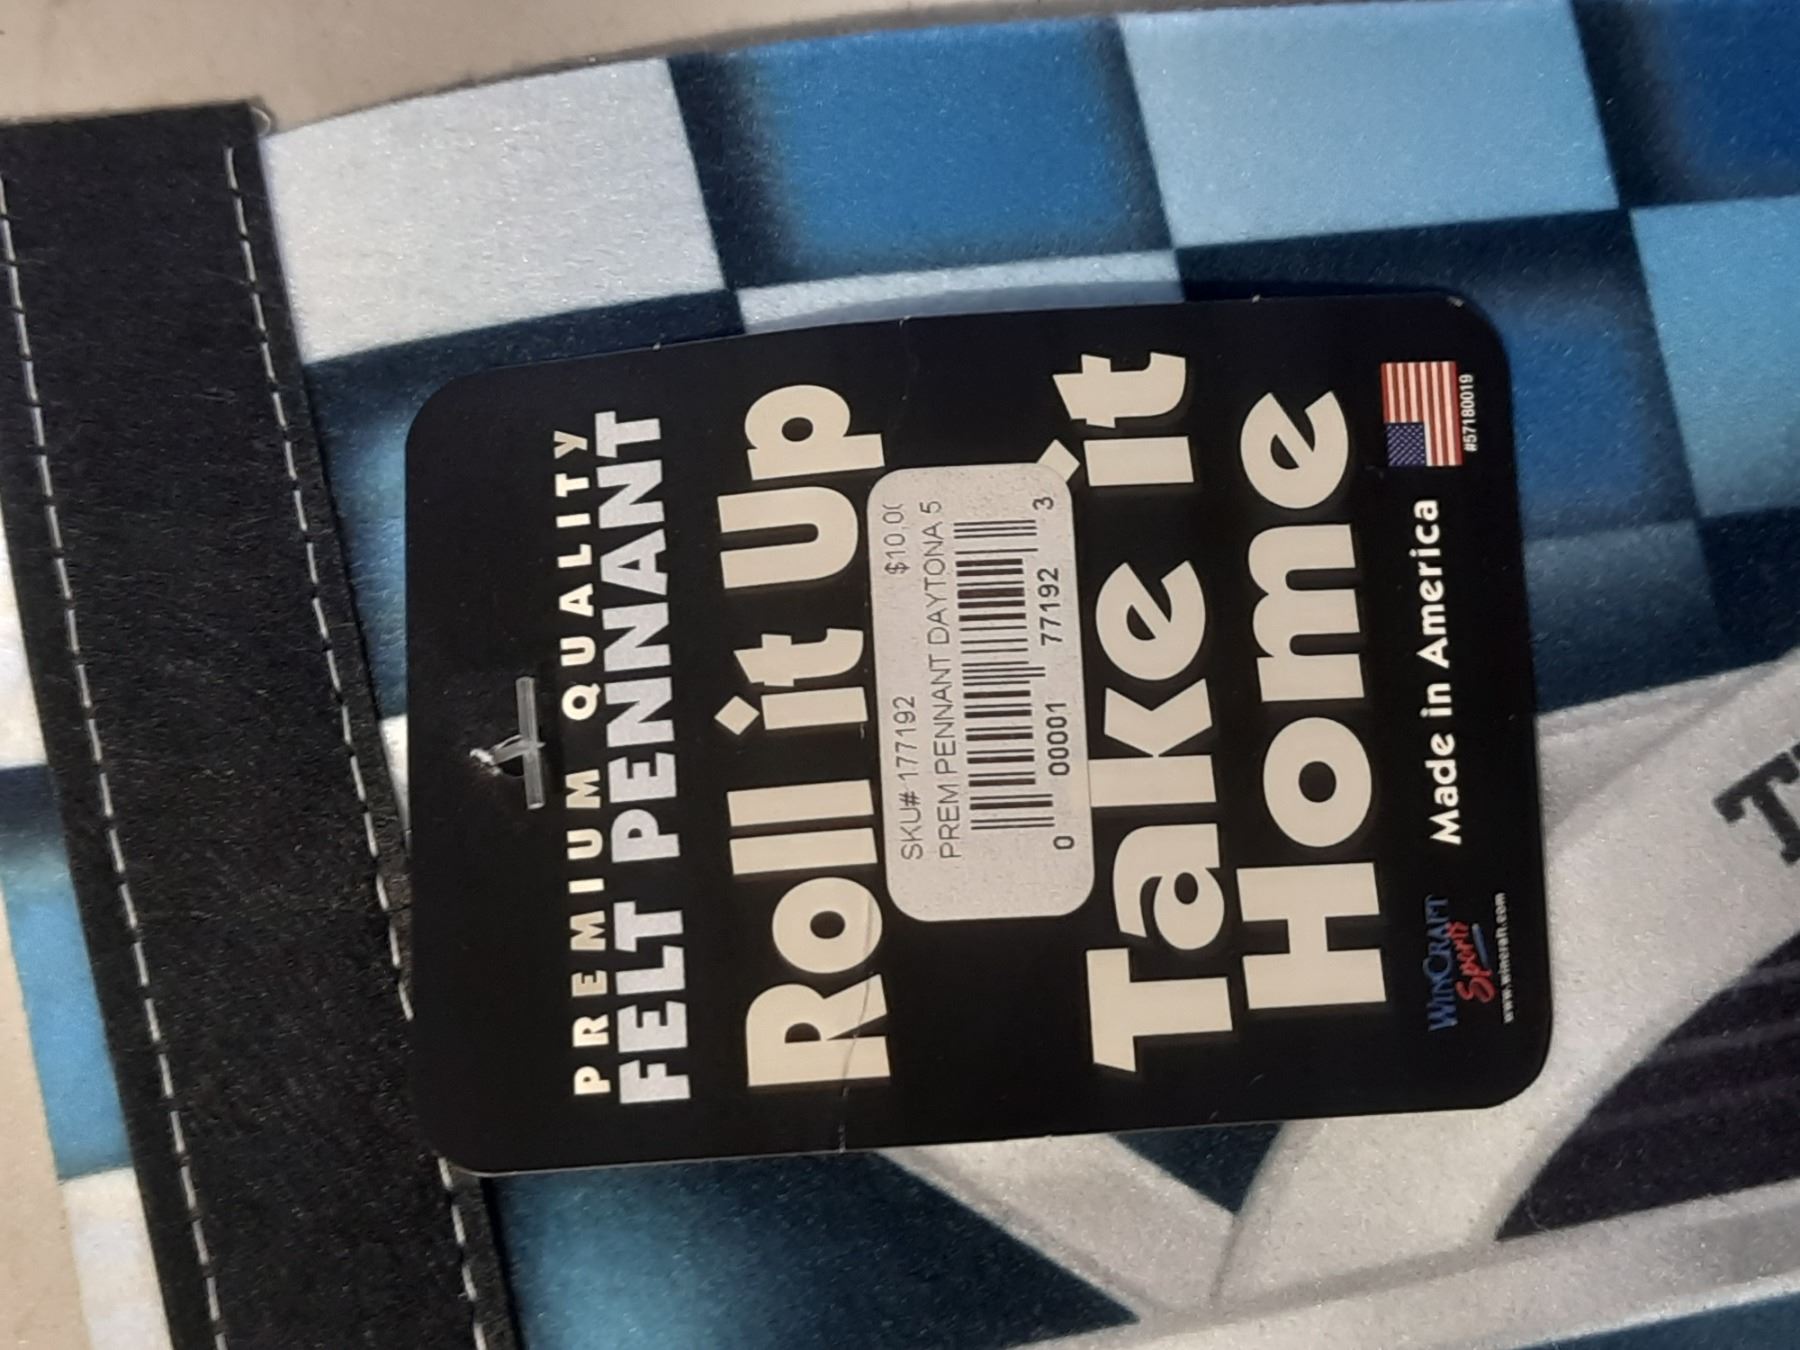 PREMIUM QUALITY
FELT PENNANT
Roll it Up
SKU# 177192 $10.0
PREM PENNANT DAYTONA 5
0 00001 77192 3
Take it
Home
WINCRAFT
Sports
www.wincraft.com
Made in America
#57180019